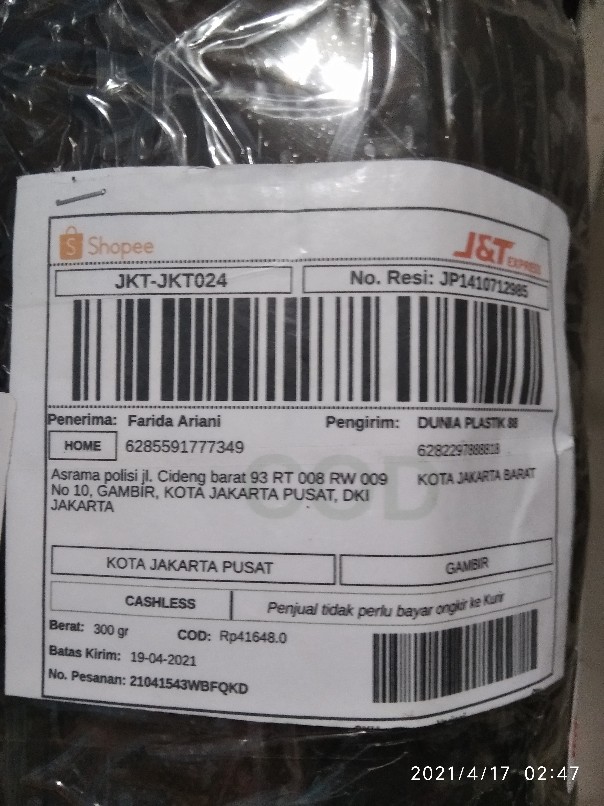 Shopee
J&T EXPRESS
JKT-JKT024
No. Resi: JP1410712985
Penerima: Farida Ariani
Pengirim: DUNIA PLASTIK 88
HOME 6285591777349
6282297888818
Asrama polisi jl. Cideng barat 93 RT 008 RW 009
No 10, GAMBIR, KOTA JAKARTA PUSAT, DKI
JAKARTA
KOTA JAKARTA BARAT
COD
KOTA JAKARTA PUSAT
GAMBIR
CASHLESS
Penjual tidak perlu bayar ongkir ke Kurir
Berat: 300 gr COD: Rp41648.0
Batas Kirim: 19-04-2021
No. Pesanan: 21041543WBFQKD
2021/4/17 02:47